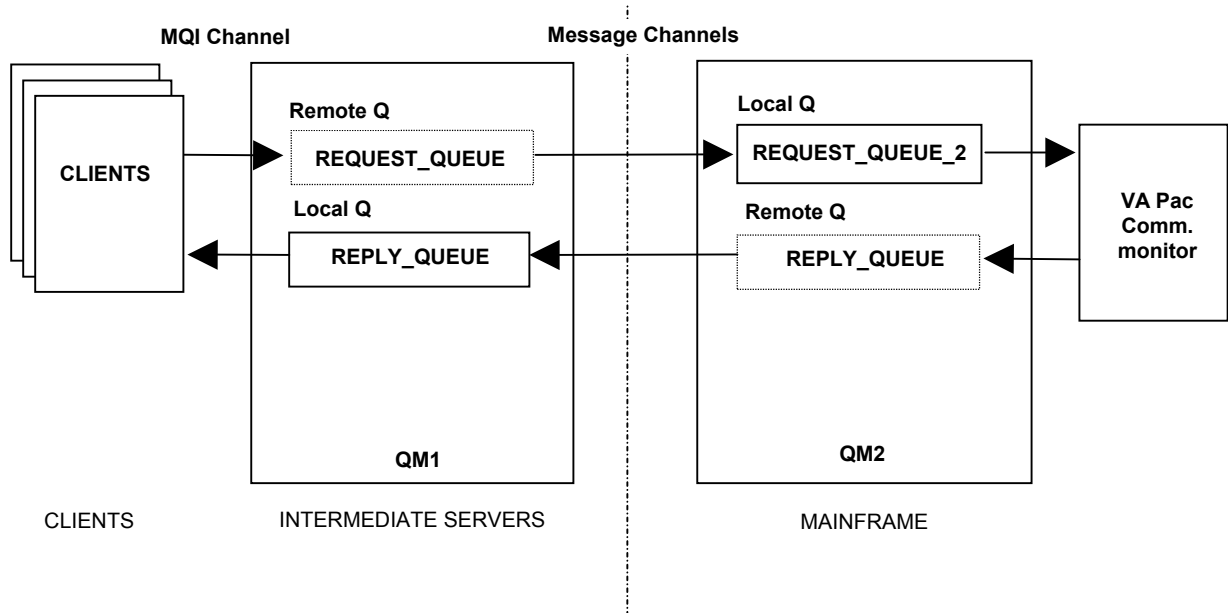 MQI Channel
Message Channels
CLIENTS
Remote Q
REQUEST_QUEUE
Local Q
REPLY_QUEUE
QM1
Local Q
REQUEST_QUEUE_2
Remote Q
REPLY_QUEUE
QM2
VA Pac
Comm.
monitor
CLIENTS
INTERMEDIATE SERVERS
MAINFRAME